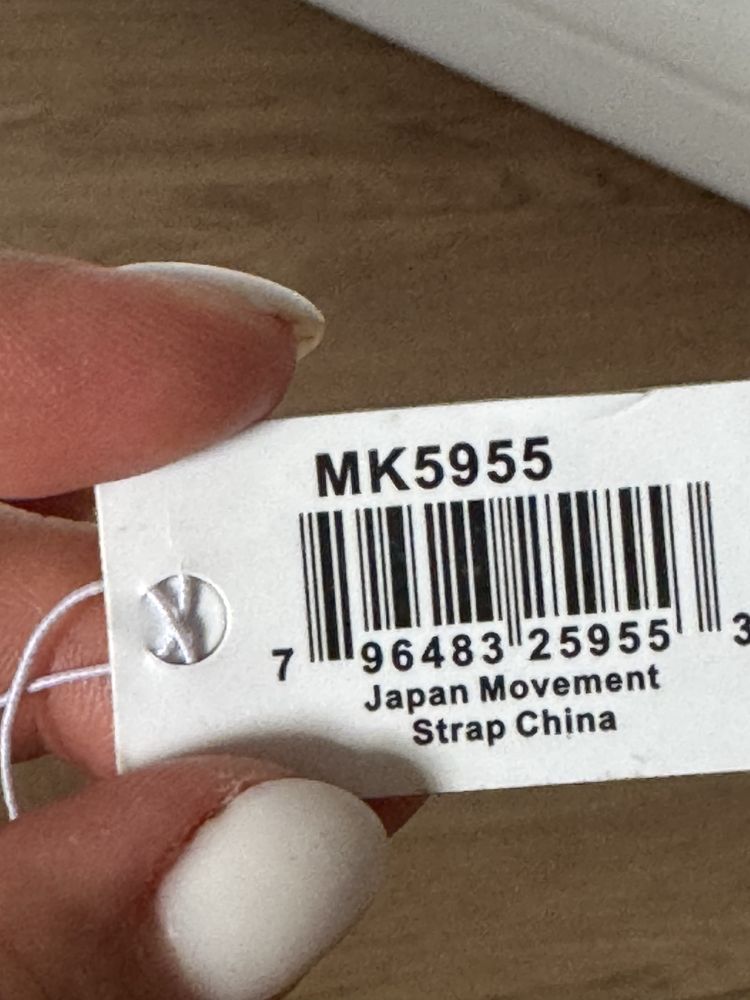 MK5955
7 96483 25955 3
Japan Movement
Strap China